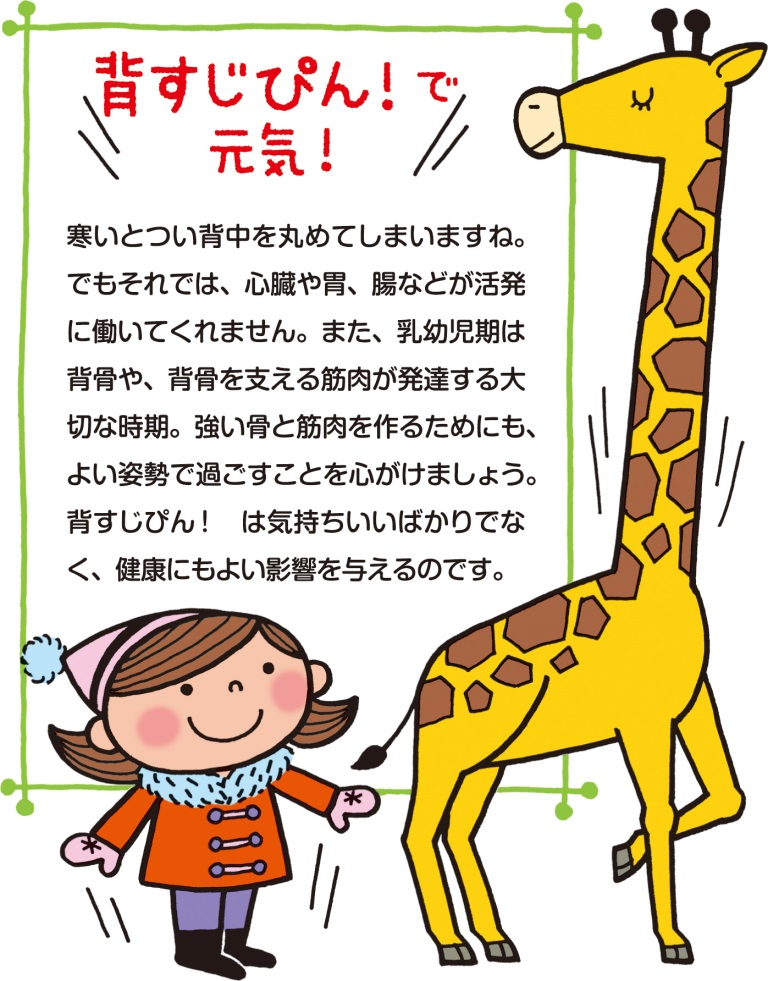 背すじぴん！で
元気！
寒いとつい背中を丸めてしまいますね。
でもそれでは、心臓や胃、腸などが活発
に働いてくれません。また、乳幼児期は
背骨や、背骨を支える筋肉が発達する大
切な時期。強い骨と筋肉を作るためにも、
よい姿勢で過ごすことを心がけましょう。
背すじぴん！　は気持ちいいばかりでな
く、健康にもよい影響を与えるのです。